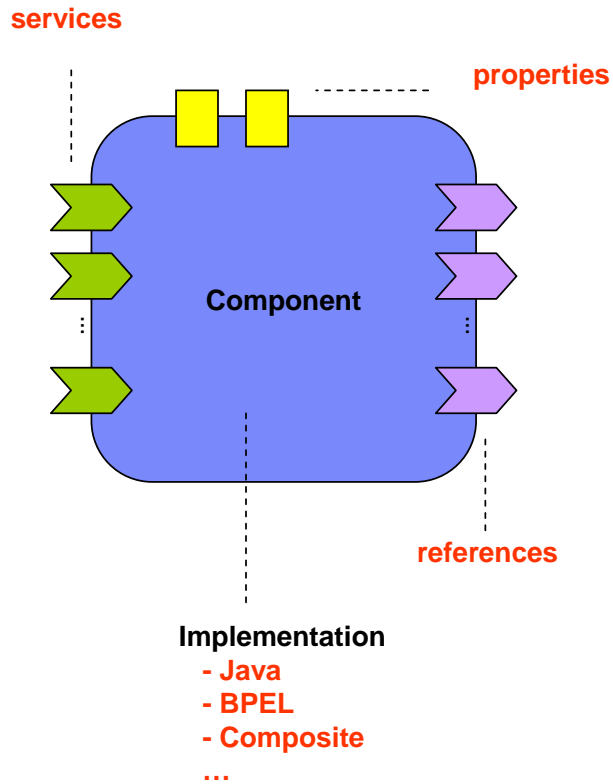 services
properties
Component
...
...
references
Implementation
- Java
- BPEL
- Composite
...